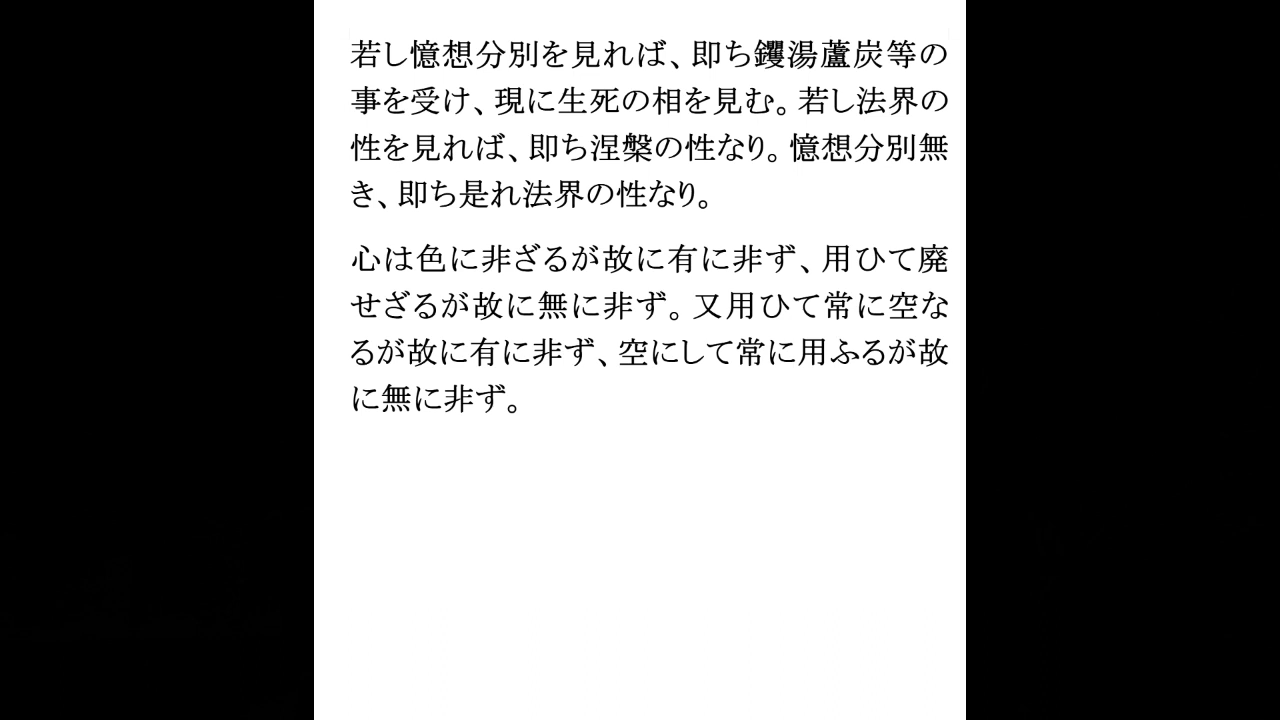 若し憶想分別を見れば、即ち鑊湯蘆炭等の
事を受け、現に生死の相を見む。若し法界の
性を見れば、即ち涅槃の性なり。憶想分別無
き、即ち是れ法界の性なり。
心は色に非ざるが故に有に非ず、用ひて廃
せざるが故に無に非ず。又用ひて常に空な
るが故に有に非ず、空にして常に用ふるが故
に無に非ず。